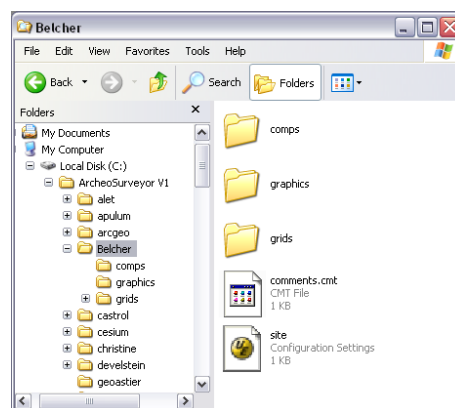 Belcher
File Edit View Favorites Tools Help
Back Search Folders
Folders x
My Documents
My Computer
Local Disk (C:)
ArcheoSurveyor V1
alet
apulum
arcgeo
Belcher
comps
graphics
grids
castrol
cesium
christine
develstein
geoastier
comps
graphics
grids
comments.cmt
CMT File
1 KB
site
Configuration Settings
1 KB